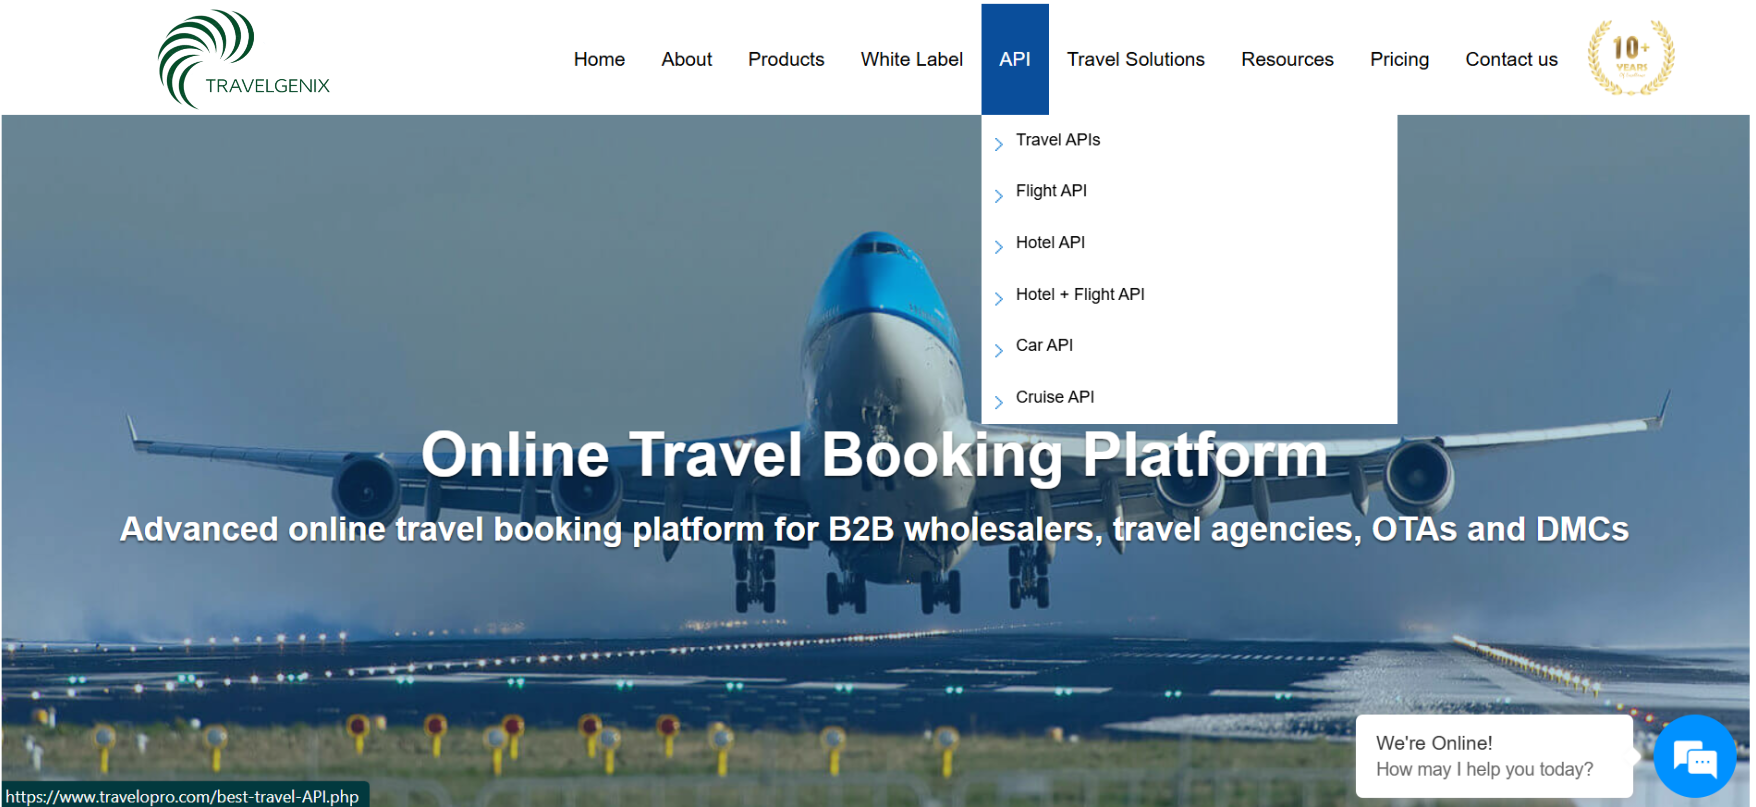 TRAVELGENIX
Home About Products White Label API Travel Solutions Resources Pricing Contact us
10+
YEARS
Travel APIs
Flight API
Hotel API
Hotel + Flight API
Car API
Cruise API
Online Travel Booking Platform
Advanced online travel booking platform for B2B wholesalers, travel agencies, OTAs and DMCs
We're Online!
How may I help you today?
https://www.travelopro.com/best-travel-API.php